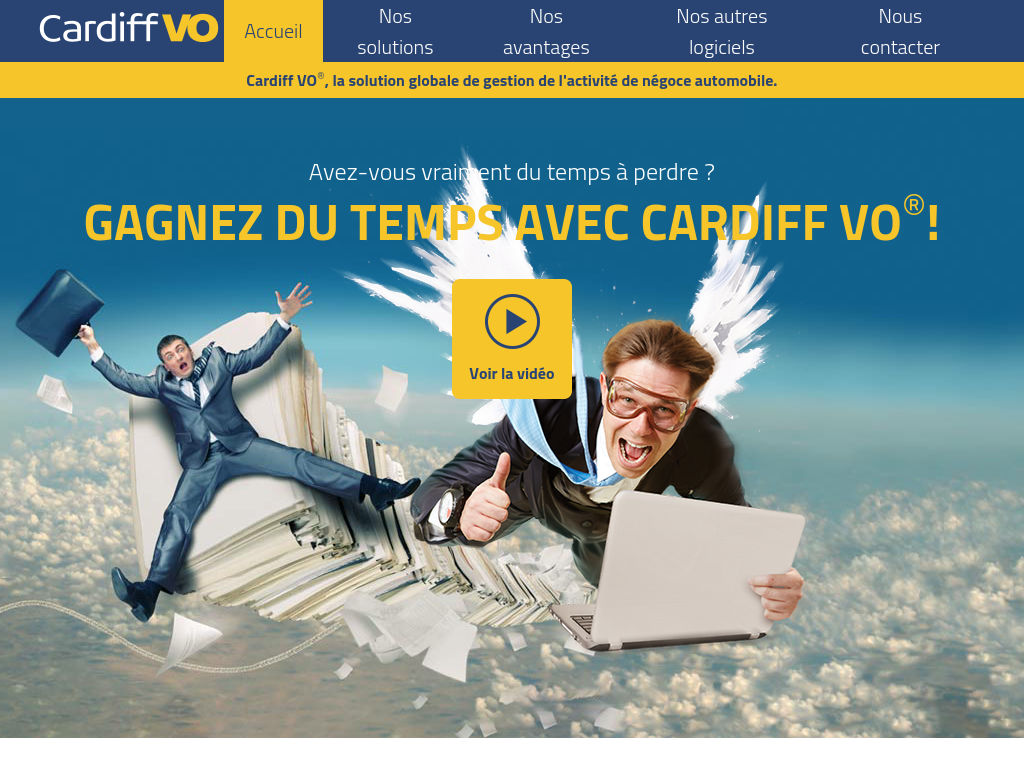 Cardiff VO
Accueil
Nos
solutions
Nos
avantages
Nos autres
logiciels
Nous
contacter
Cardiff VO®, la solution globale de gestion de l'activité de négoce automobile.
Avez-vous vraiment du temps à perdre ?
GAGNEZ DU TEMPS AVEC CARDIFF VO®!
Voir la vidéo